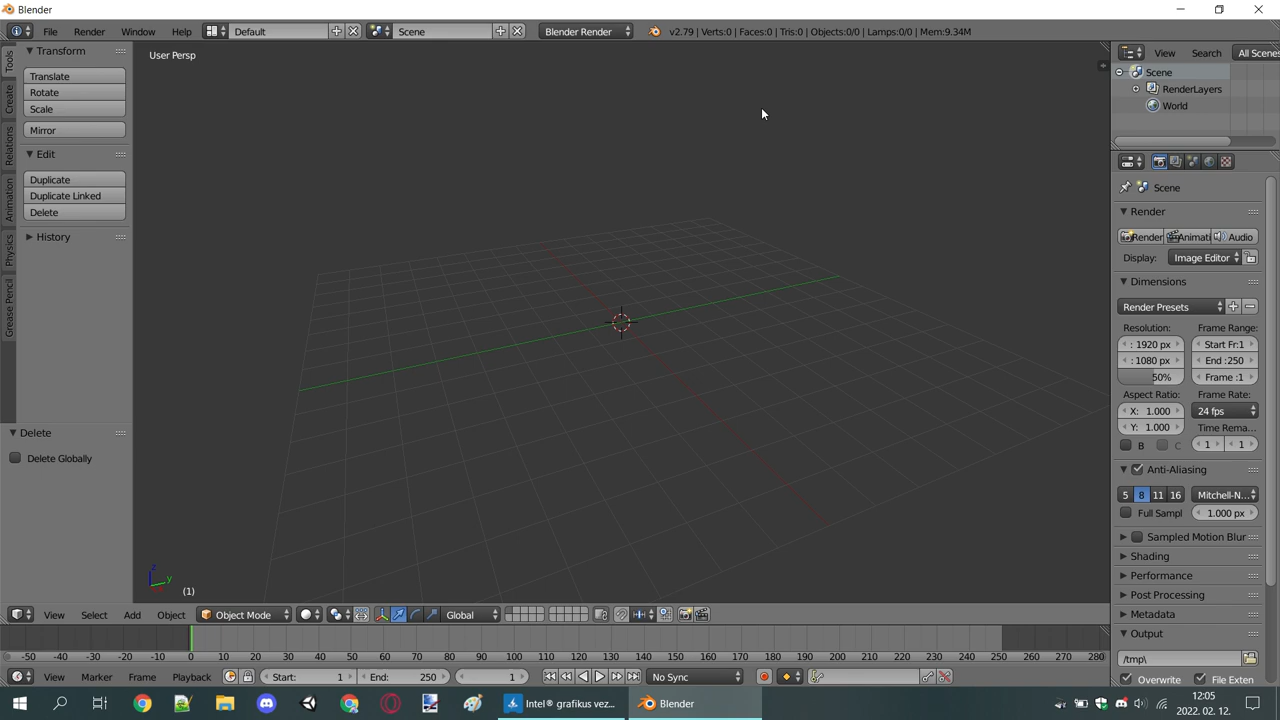 Blender
File Render Window Help Default Scene Blender Render v2.79 | Verts:0 | Faces:0 | Tris:0 | Objects:0/0 | Lamps:0/0 | Mem:9.34M
Tools
Create
Relations
Animation
Physics
Grease Pencil
Transform
Translate
Rotate
Scale
Mirror
Edit
Duplicate
Duplicate Linked
Delete
History
Delete
Delete Globally
User Persp
z
y
(1)
View Search All Scenes
Scene
RenderLayers
World
Scene
Render
Render Animati Audio
Display: Image Editor
Dimensions
Render Presets
Resolution: Frame Range:
: 1920 px Start Fr:1
: 1080 px End :250
50% Frame :1
Aspect Ratio: Frame Rate:
X: 1.000 24 fps
Y: 1.000 Time Rema...
B C 1 1
Anti-Aliasing
5 8 11 16 Mitchell-N...
Full Sampl 1.000 px
Sampled Motion Blur
Shading
Performance
Post Processing
Metadata
Output
/tmp\
Overwrite File Exten
View Select Add Object Object Mode Global
-50 -40 -30 -20 -10 0 10 20 30 40 50 60 70 80 90 100 110 120 130 140 150 160 170 180 190 200 210 220 230 240 250 260 270 280
View Marker Frame Playback Start: 1 End: 250 1 No Sync
Intel® grafikus vez... Blender
12:05
2022. 02. 12.